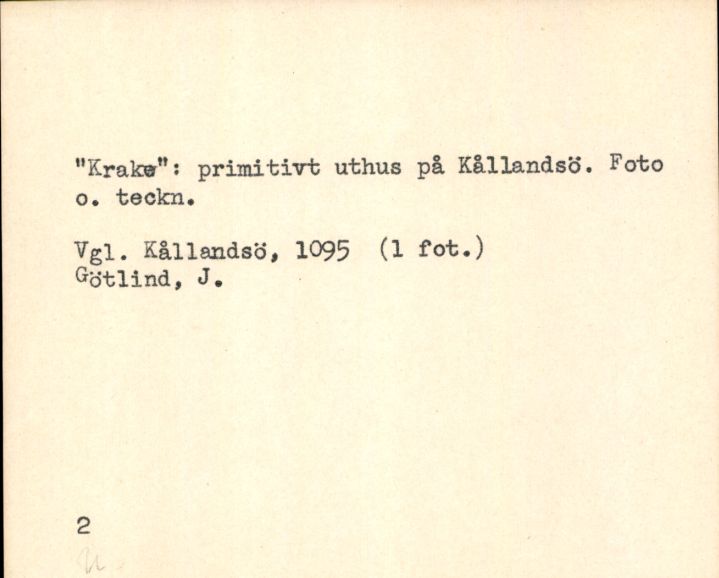 "Krake": primitivt uthus på Kållandsö. Foto
o. teckn.
Vgl. Kållandsö, 1095 (1 fot.)
Götlind, J.
2